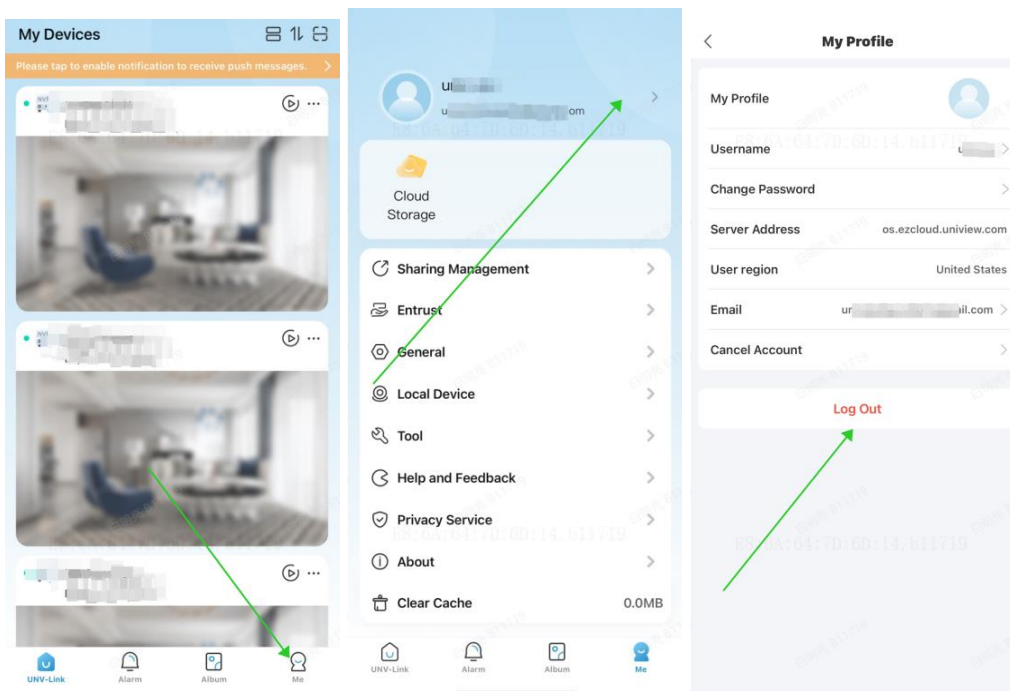 My Devices
Please tap to enable notification to receive push messages.
UNV-Link
Alarm
Album
Me
Cloud
Storage
Sharing Management
Entrust
General
Local Device
Tool
Help and Feedback
Privacy Service
About
Clear Cache 0.0MB
UNV-Link
Alarm
Album
Me
My Profile
My Profile
Username
Change Password
Server Address os.ezcloud.uniview.com
User region United States
Email
Cancel Account
Log Out